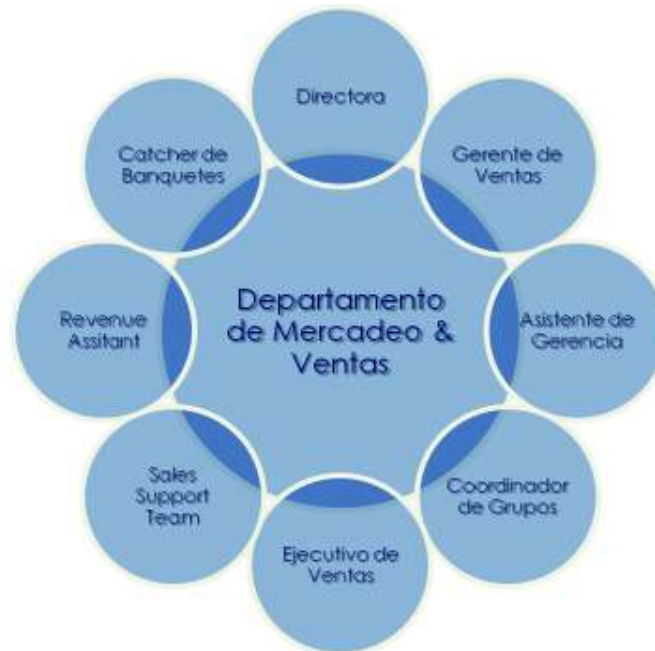 Directora
Gerente de
Ventas
Asistente de
Gerencia
Coordinador
de Grupos
Ejecutivo de
Ventas
Sales
Support
Team
Revenue
Assitant
Catcher de
Banquetes
Departamento
de Mercadeo &
Ventas